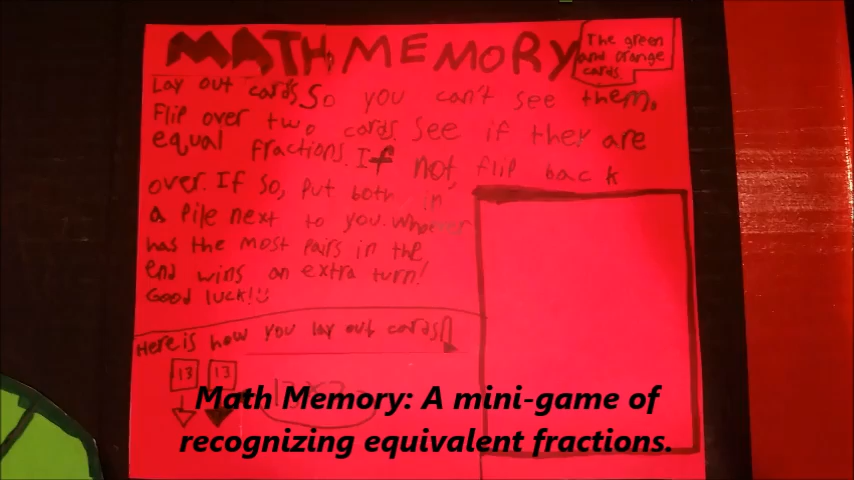 MATH MEMORY
The green
and orange
cards.
Lay out cards so you can't see them.
Flip over two cards. See if they are
equal fractions. If not, flip back
over. If so, put both in
a pile next to you. Whoever
has the most pairs in the
end wins an extra turn!
Good luck!
Here is how you lay out cards
13 13
Math Memory: A mini-game of
recognizing equivalent fractions.